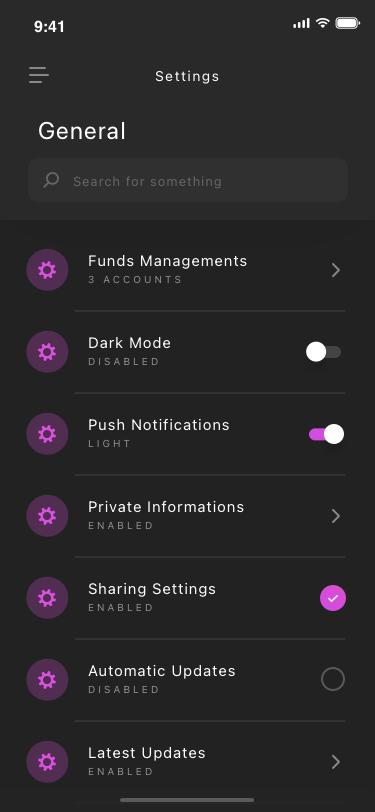 9:41
Settings
General
Search for something
Funds Managements
3 ACCOUNTS
Dark Mode
DISABLED
Push Notifications
LIGHT
Private Informations
ENABLED
Sharing Settings
ENABLED
Automatic Updates
DISABLED
Latest Updates
ENABLED